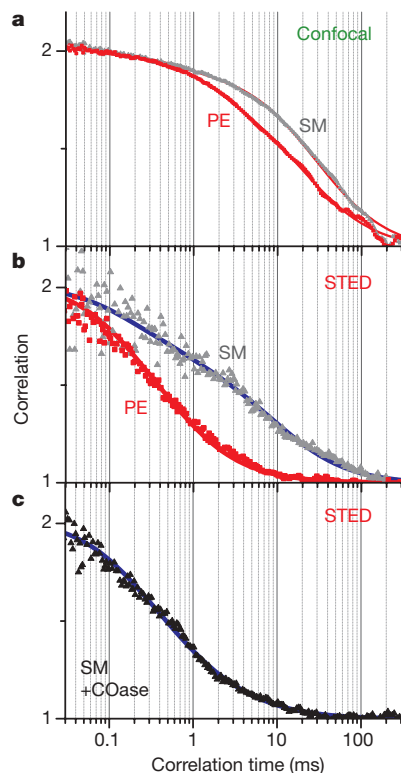 a
2
Confocal
SM
PE
1
b
2
STED
SM
PE
Correlation
1
c
2
STED
SM
+COase
1
0.1 1 10 100
Correlation time (ms)